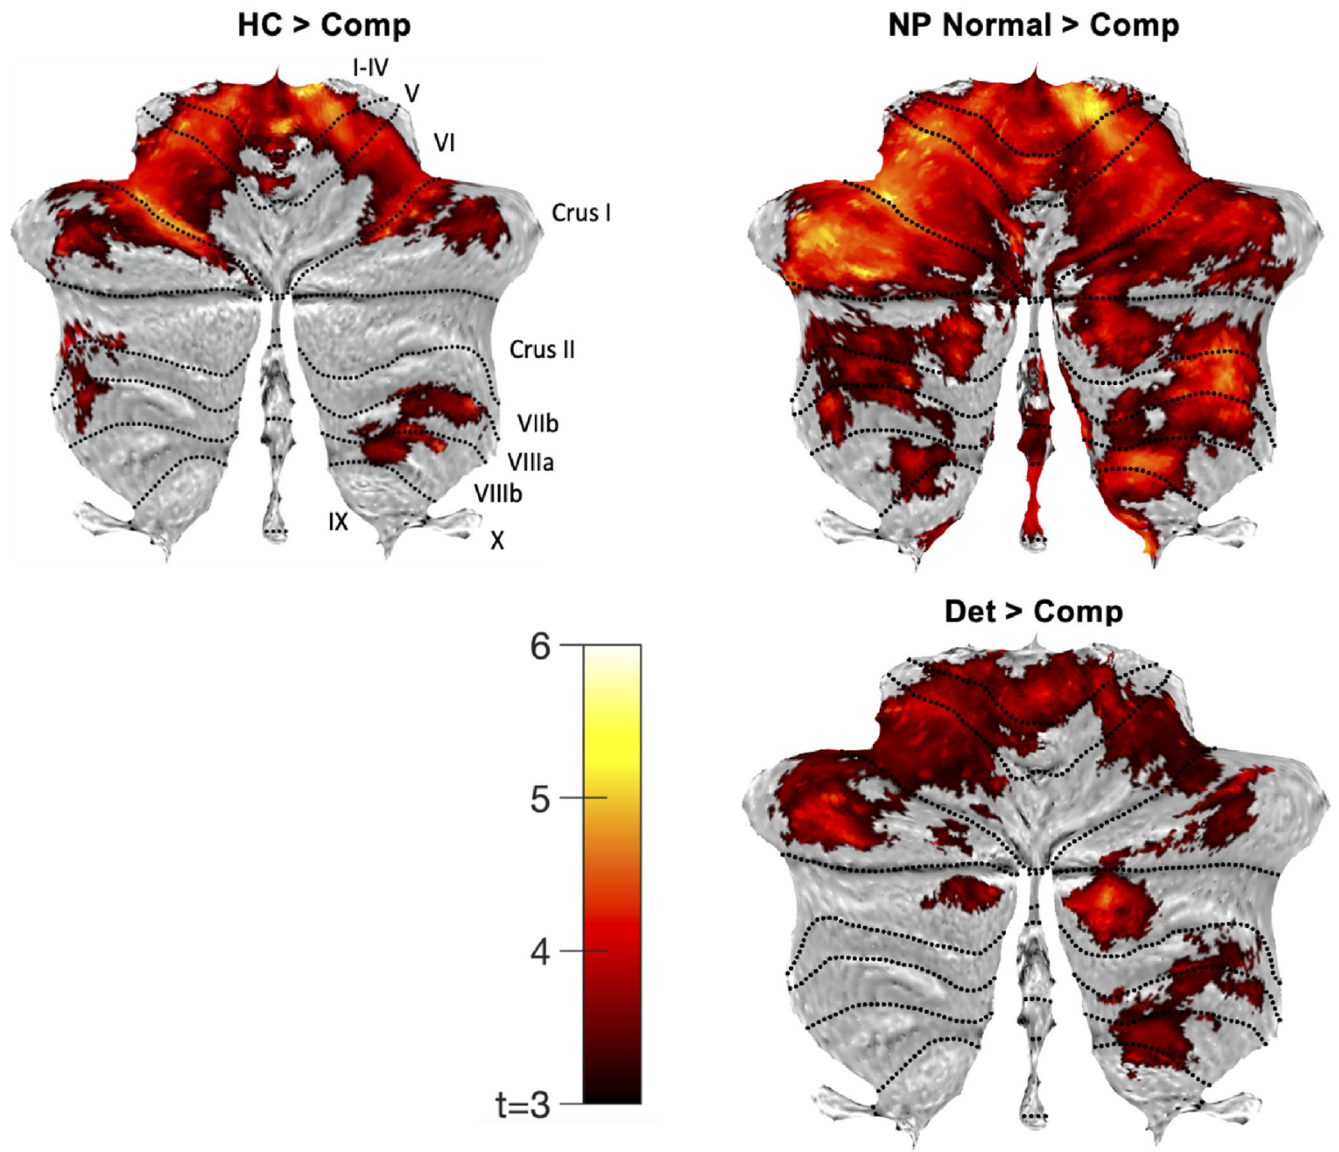 HC > Comp
NP Normal > Comp
I-IV
V
VI
Crus I
Crus II
VIIb
VIIIa
VIIIb
IX
X
Det > Comp
6
5
4
t=3